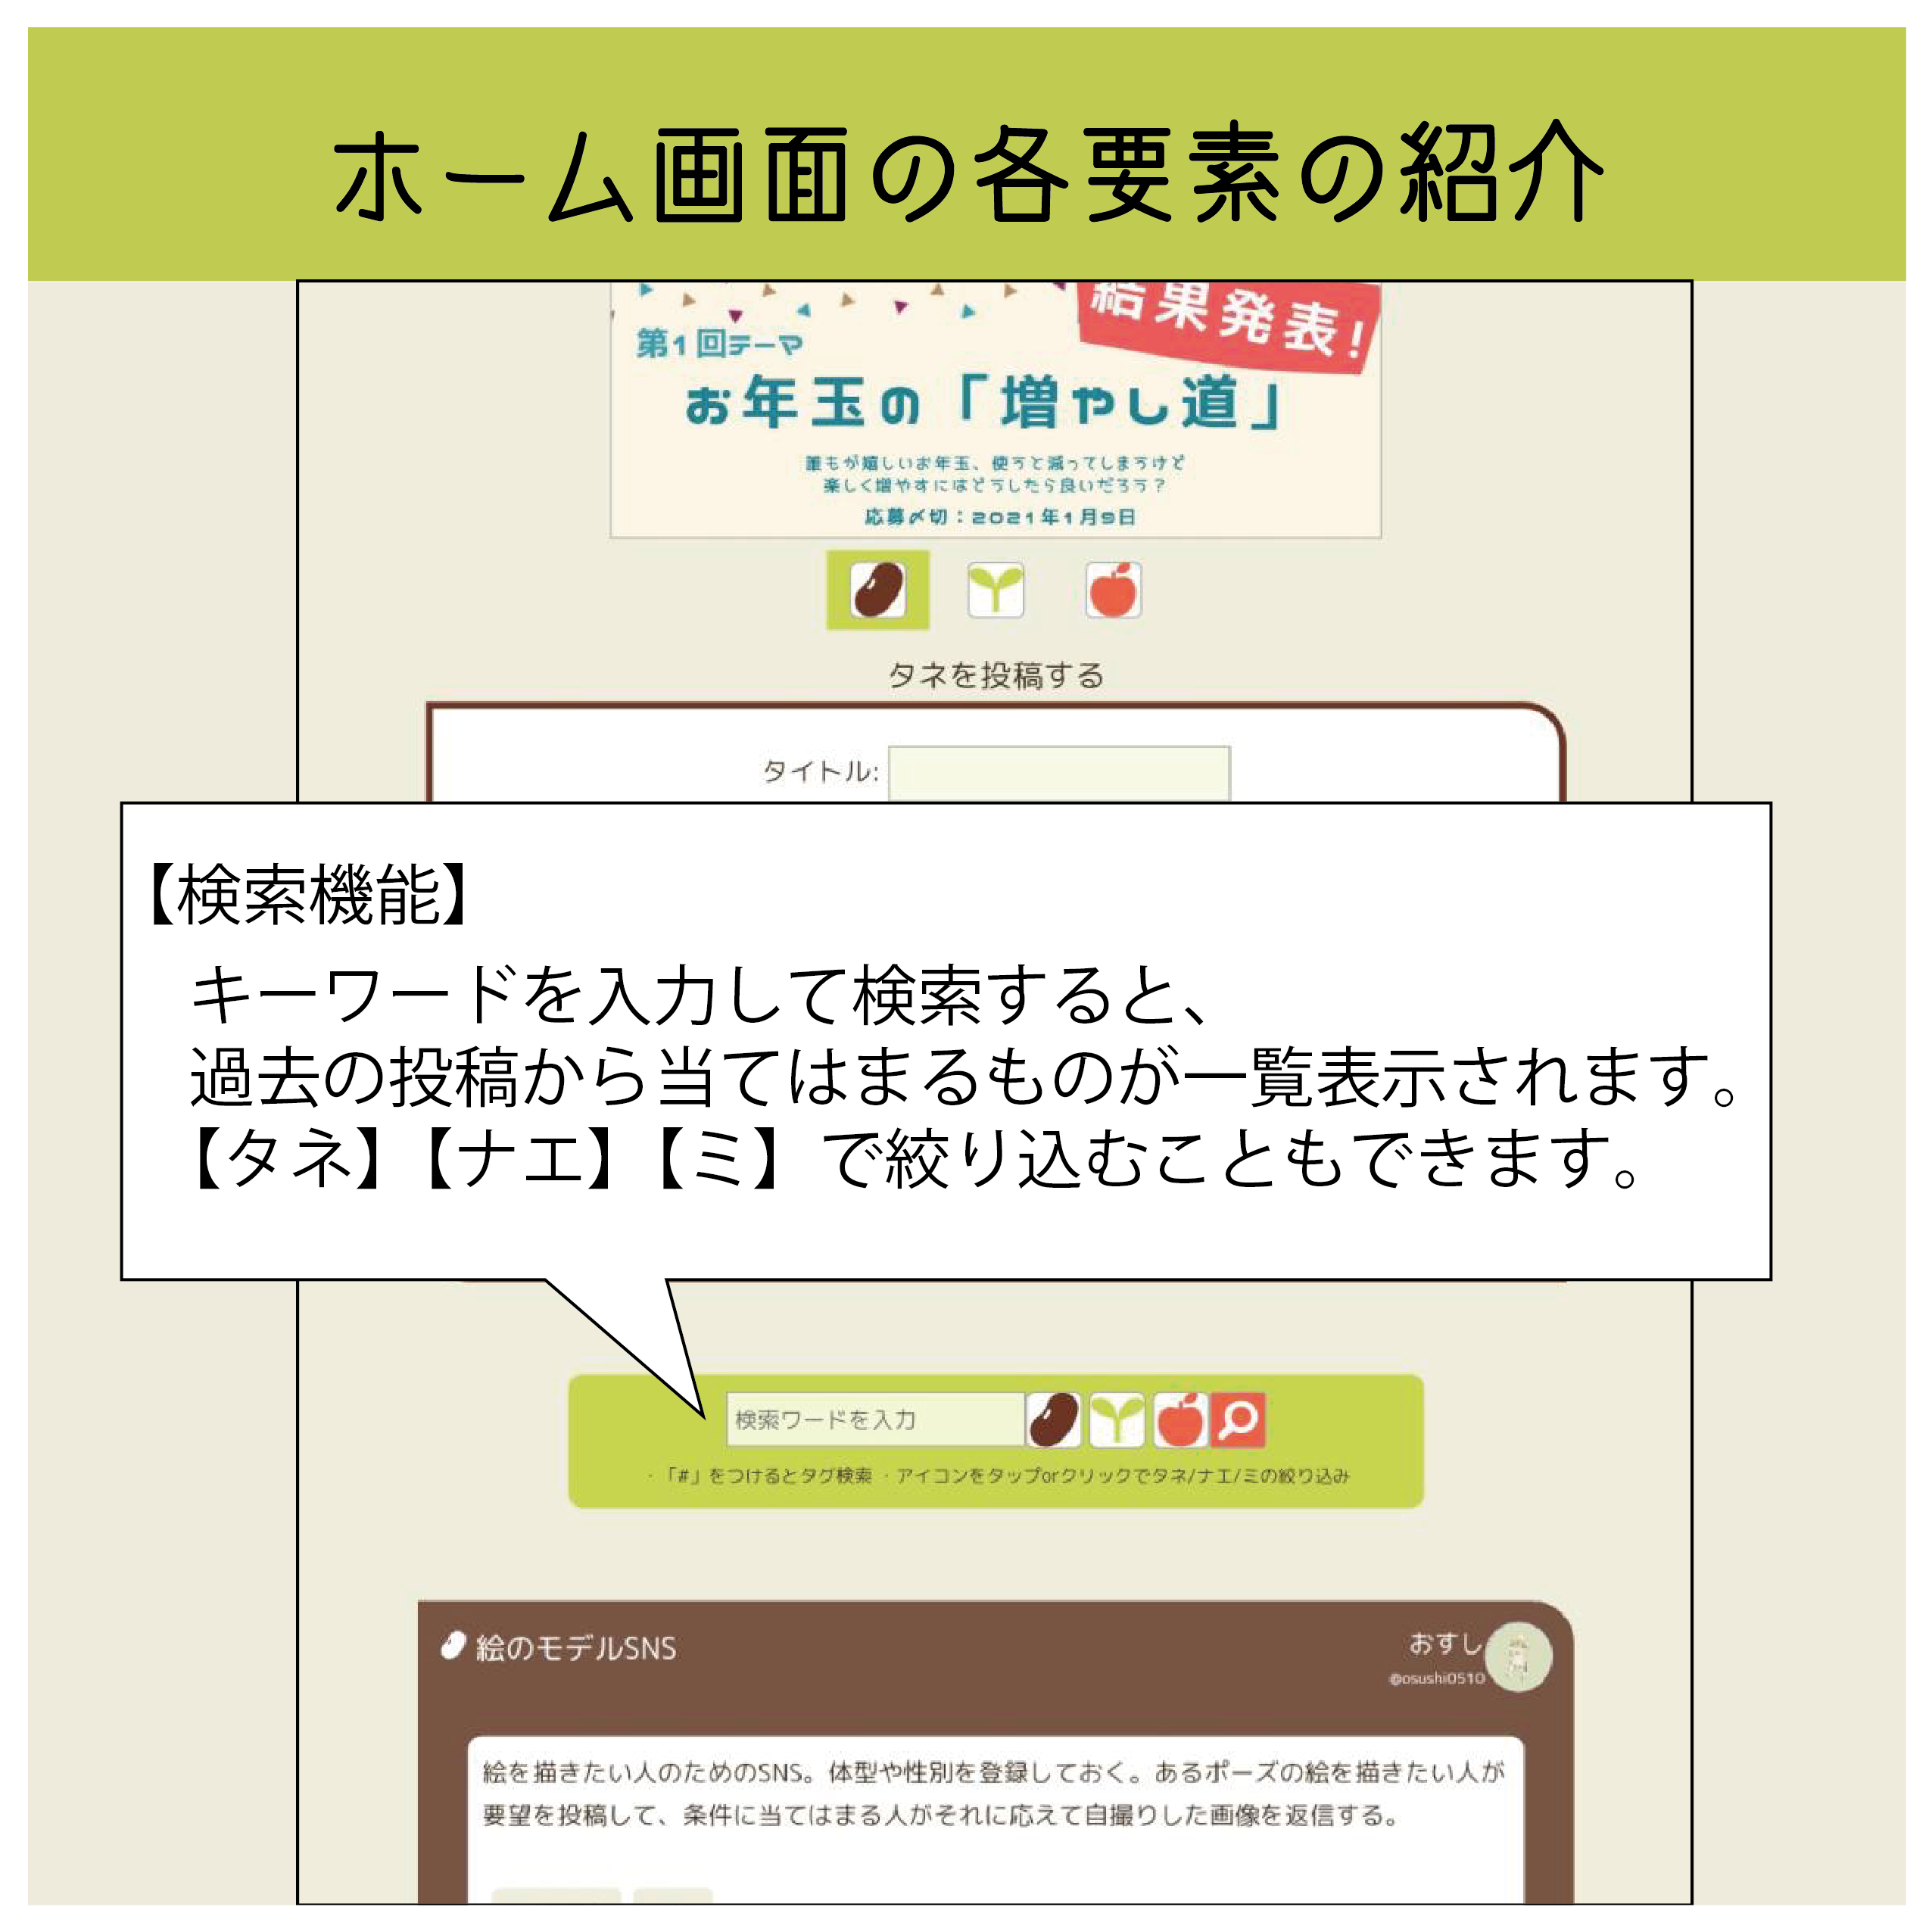 ホーム画面の各要素の紹介
結果発表!
第1回テーマ
お年玉の「増やし道」
誰もが嬉しいお年玉、使うと減ってしまうけど
楽しく増やすにはどうしたら良いだろう?
応募〆切:2021年1月9日
タネを投稿する
タイトル:
【検索機能】
キーワードを入力して検索すると、
過去の投稿から当てはまるものが一覧表示されます。
【タネ】【ナエ】【ミ】で絞り込むこともできます。
検索ワードを入力
・「#」をつけるとタグ検索 ・アイコンをタップorクリックでタネ/ナエ/ミの絞り込み
絵のモデルSNS
おすし
@osushi0510
絵を描きたい人のためのSNS。体型や性別を登録しておく。あるポーズの絵を描きたい人が
要望を投稿して、条件に当てはまる人がそれに応えて自撮りした画像を返信する。